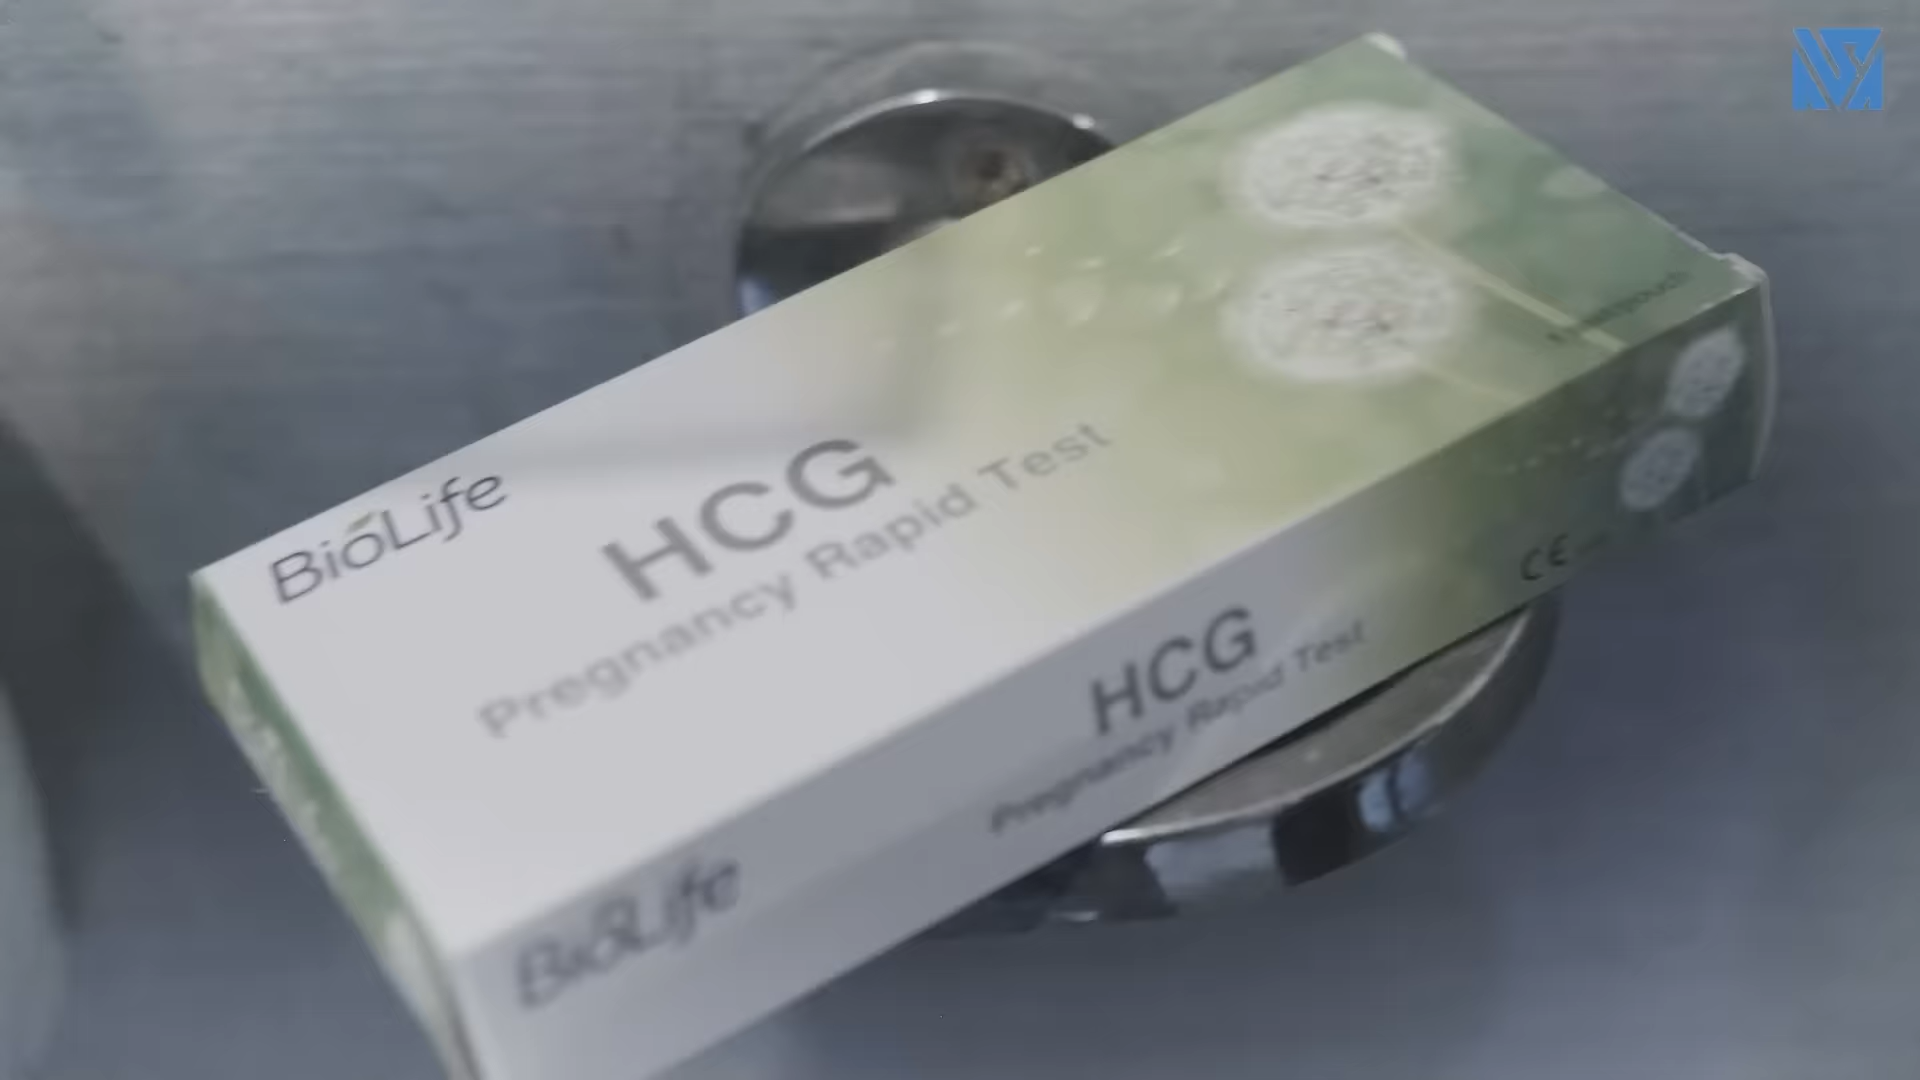 BioLife
HCG
Pregnancy Rapid Test
HCG
Pregnancy Rapid Test
CE
BioLife